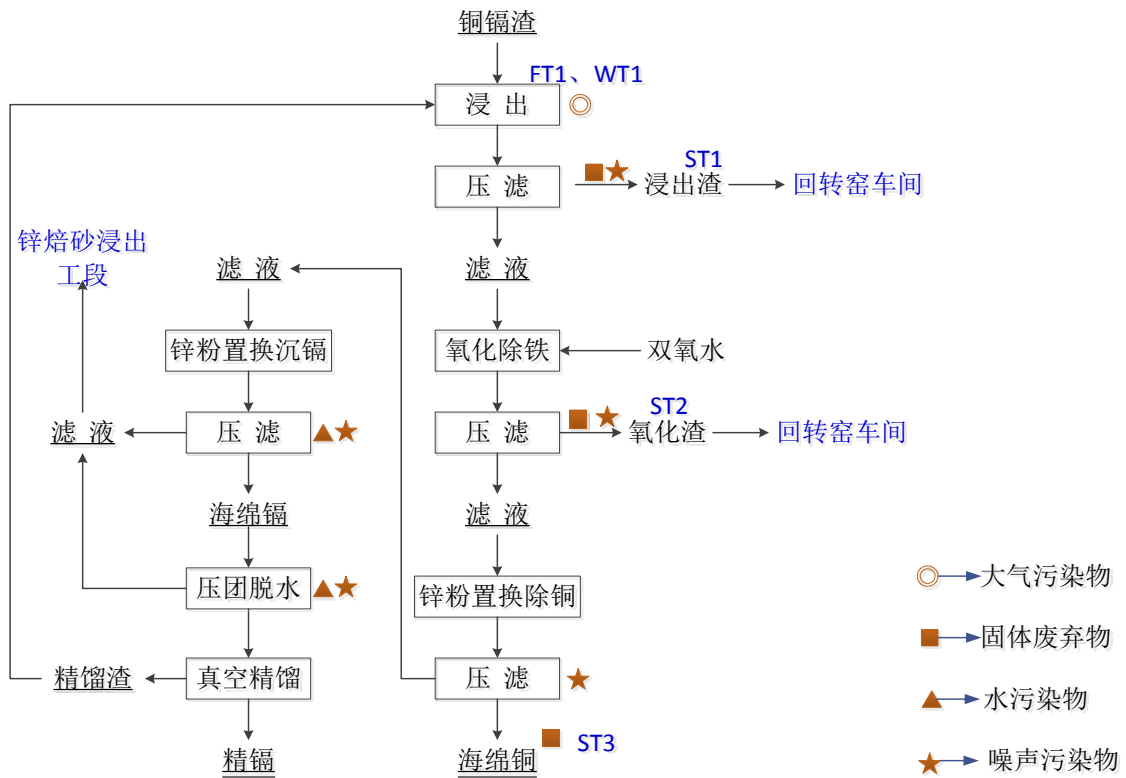 铜镉渣
FT1、WT1
浸 出
压 滤
ST1
浸出渣
回转窑车间
锌焙砂浸出
工段
滤 液
滤 液
锌粉置换沉镉
氧化除铁
双氧水
滤 液
压 滤
压 滤
ST2
氧化渣
回转窑车间
海绵镉
滤 液
压团脱水
锌粉置换除铜
大气污染物
固体废弃物
精馏渣
真空精馏
压 滤
水污染物
精镉
海绵铜
ST3
噪声污染物